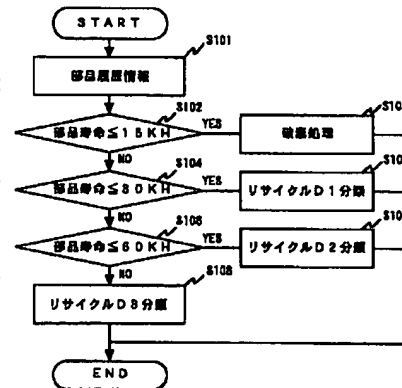 START
S101
部品履歴情報
S102
部品寿命≦15KH
YES
破棄処理
S10
NO
S104
部品寿命≦30KH
YES
リサイクルD1分類
S10
NO
S106
部品寿命≦60KH
YES
リサイクルD2分類
S10
NO
S108
リサイクルD3分類
END